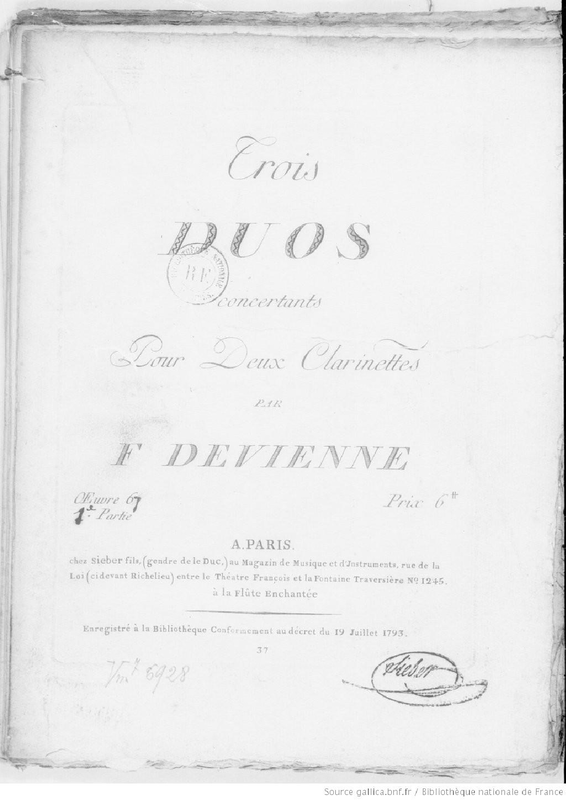 Trois
DUOS
concertants
Pour Deux Clarinettes
PAR
F DEVIENNE
Œuvre 67 Prix 6ᵗᵗ
1ᵉ Partie
A. PARIS.
chez Sieber fils, (gendre de le Duc,) au Magazin de Musique et d'Instruments, rue de la
Loi (cidevant Richelieu) entre le Théatre François et la Fontaine Traversière Nº 1245.
à la Flûte Enchantée
Enregistré à la Bibliothèque Conformement au décret du 19 Juillet 1793.
37
Vm⁷ 6928
Sieber
Source gallica.bnf.fr / Bibliothèque nationale de France